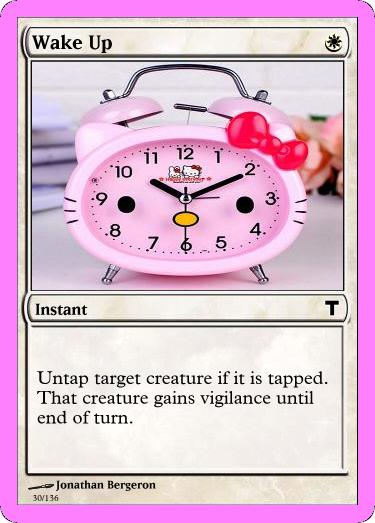 Wake Up
12
11
1
10
2
9
3
8
4
7
5
6
Instant
T
Untap target creature if it is tapped.
That creature gains vigilance until
end of turn.
Jonathan Bergeron
30/136